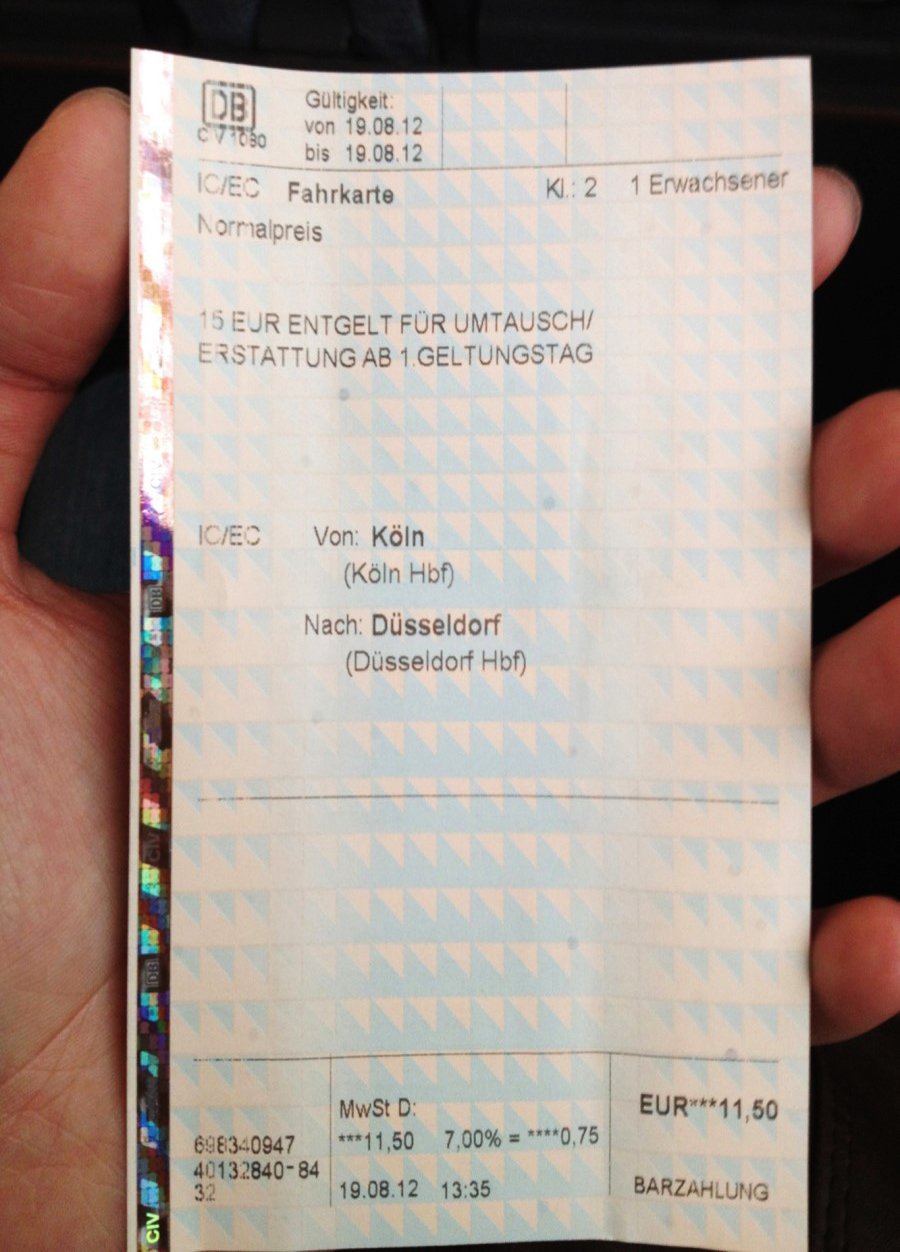 DB
Gültigkeit:
von 19.08.12
bis 19.08.12
CIV 1080
IC/EC Fahrkarte Kl.: 2 1 Erwachsener
Normalpreis
15 EUR ENTGELT FÜR UMTAUSCH/
ERSTATTUNG AB 1.GELTUNGSTAG
IC/EC Von: Köln
(Köln Hbf)
Nach: Düsseldorf
(Düsseldorf Hbf)
MwSt D:
EUR***11,50
***11,50 7,00% = ****0,75
698340947
40132840-84
32
19.08.12 13:35
BARZAHLUNG
DB
CIV
DB
CIV